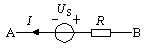 A I - U_S + R B